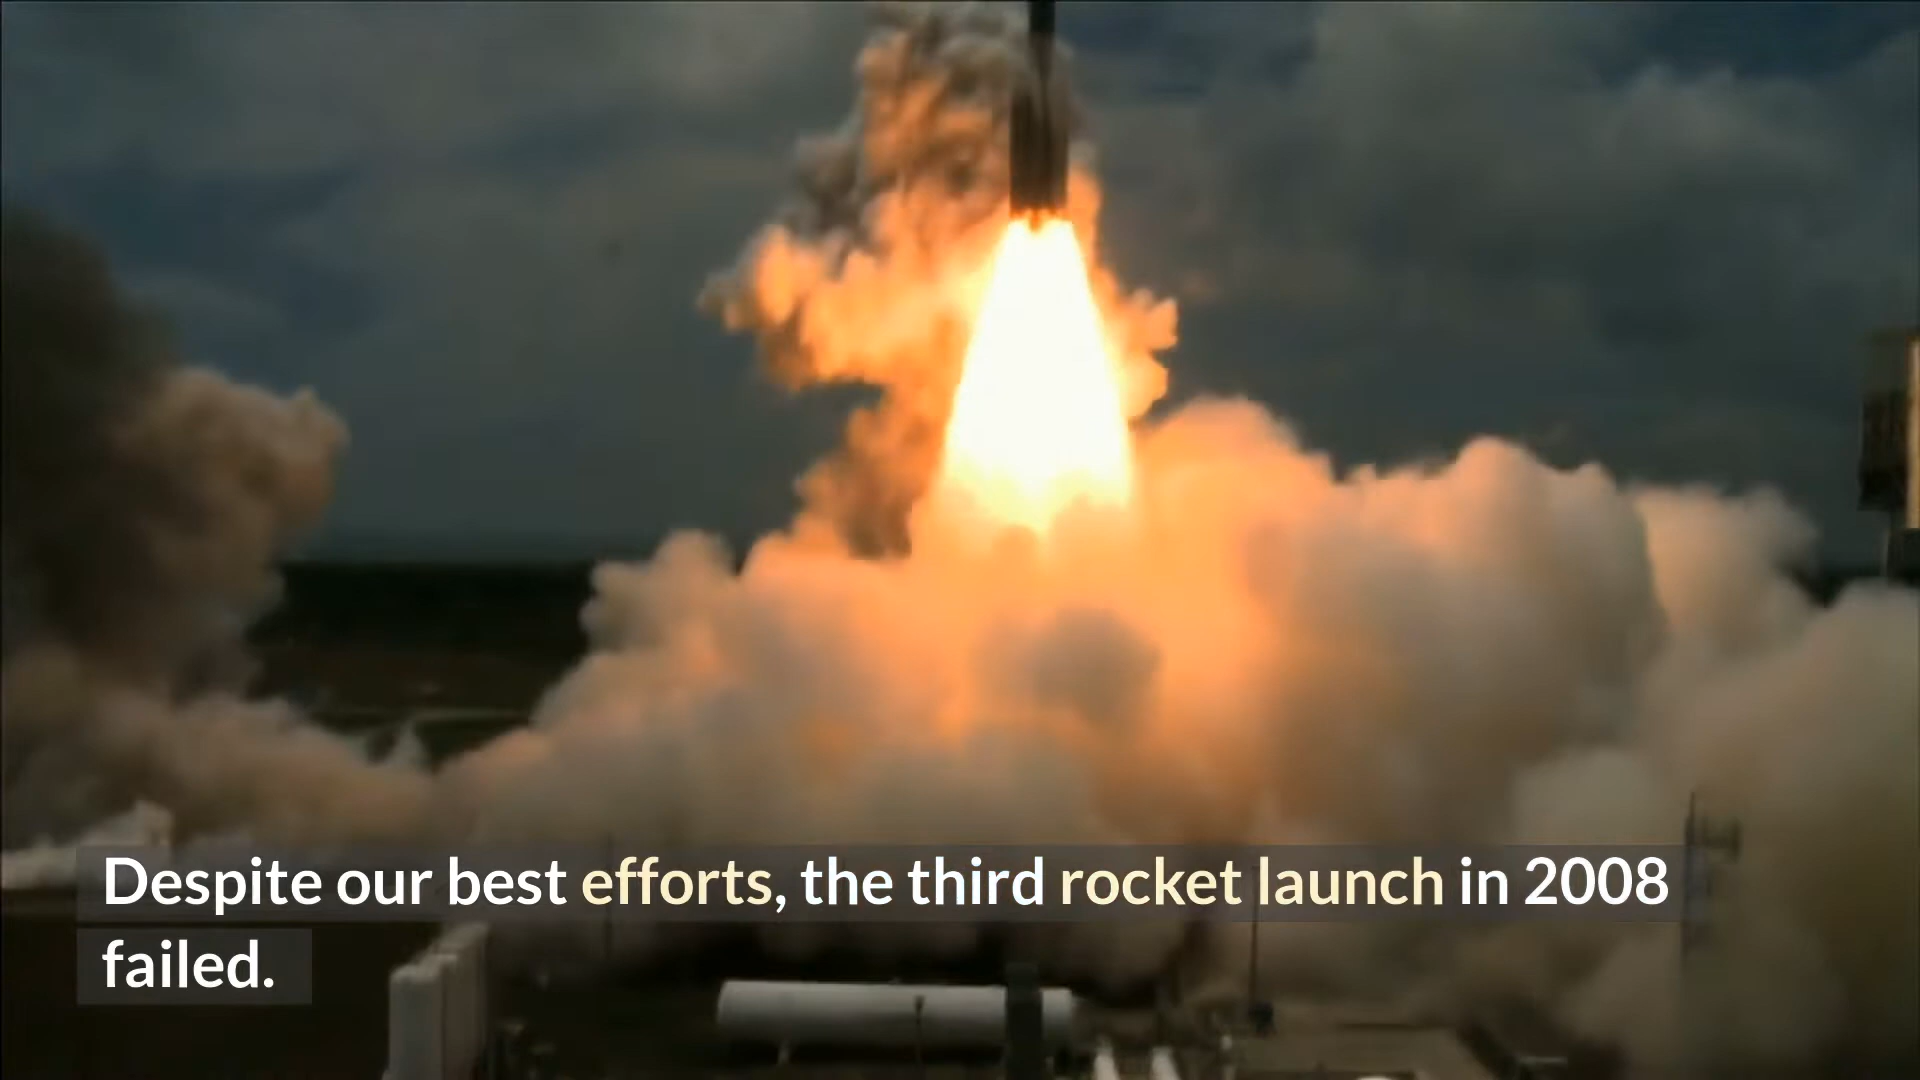 Despite our best efforts, the third rocket launch in 2008
failed.